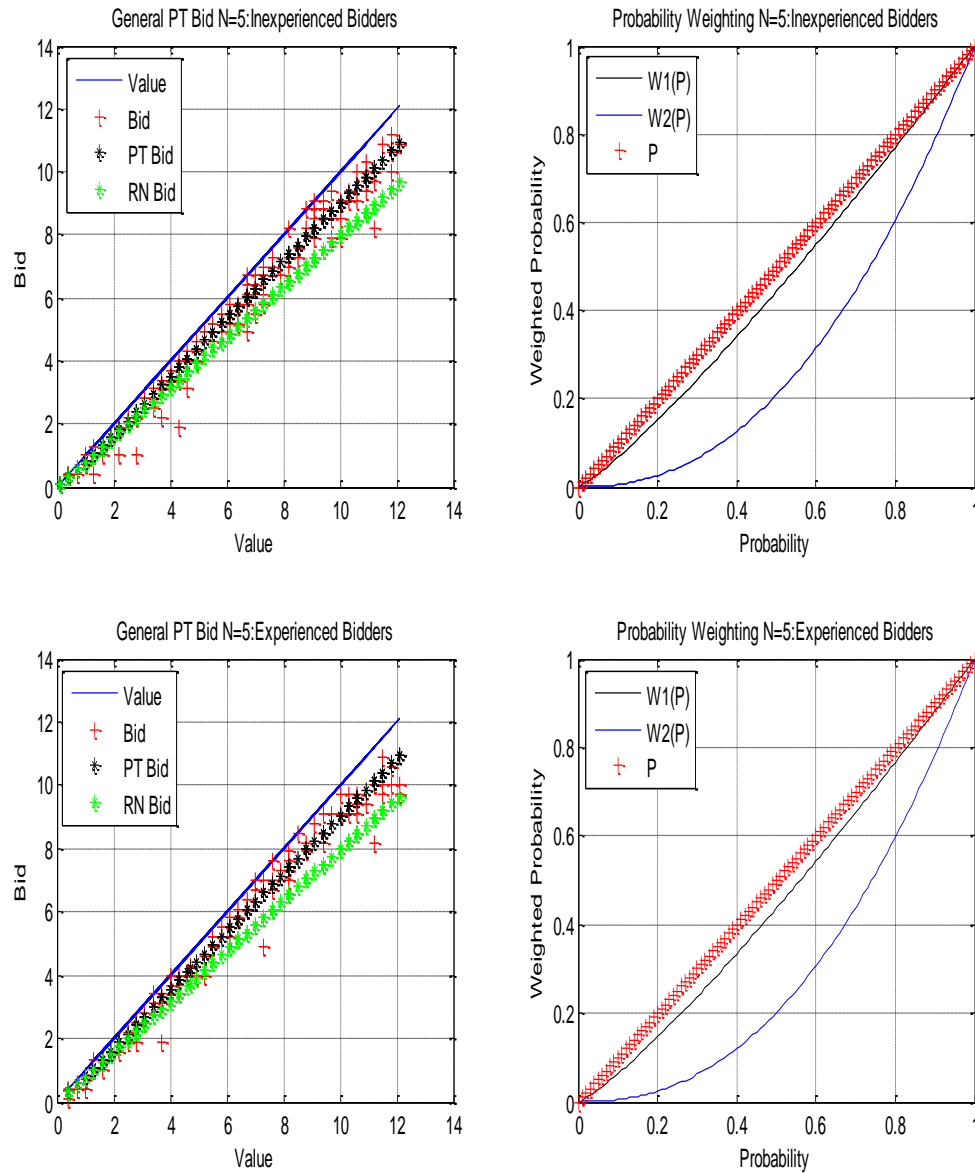 General PT Bid N=5:Inexperienced Bidders
14
12
10
8
6
4
2
0
0 2 4 6 8 10 12 14
Bid
Value
Value
Bid
PT Bid
RN Bid
Probability Weighting N=5:Inexperienced Bidders
1
0.8
0.6
0.4
0.2
0
0 0.2 0.4 0.6 0.8 1
Weighted Probability
Probability
W1(P)
W2(P)
P
General PT Bid N=5:Experienced Bidders
14
12
10
8
6
4
2
0
0 2 4 6 8 10 12 14
Bid
Value
Value
Bid
PT Bid
RN Bid
Probability Weighting N=5:Experienced Bidders
1
0.8
0.6
0.4
0.2
0
0 0.2 0.4 0.6 0.8 1
Weighted Probability
Probability
W1(P)
W2(P)
P